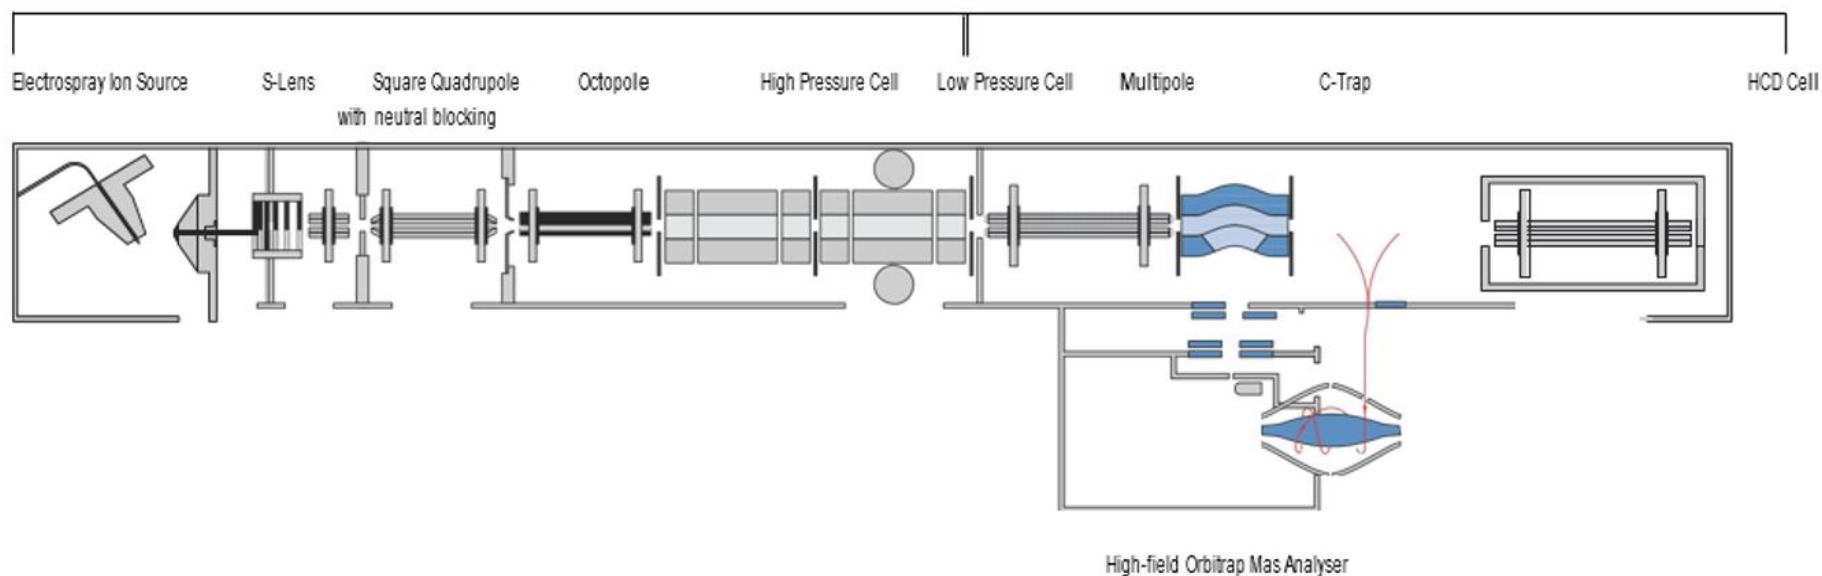 Electrospray Ion Source S-Lens Square Quadrupole Octopole High Pressure Cell Low Pressure Cell Multipole C-Trap HCD Cell
with neutral blocking
High-field Orbitrap Mas Analyser